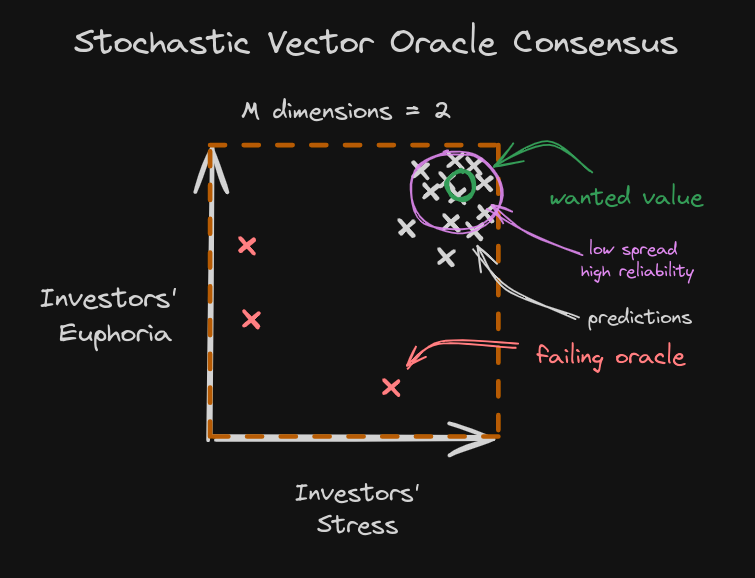 Stochastic Vector Oracle Consensus
M dimensions = 2
wanted value
low spread
high reliability
Investors'
Euphoria
predictions
failing oracle
Investors'
Stress